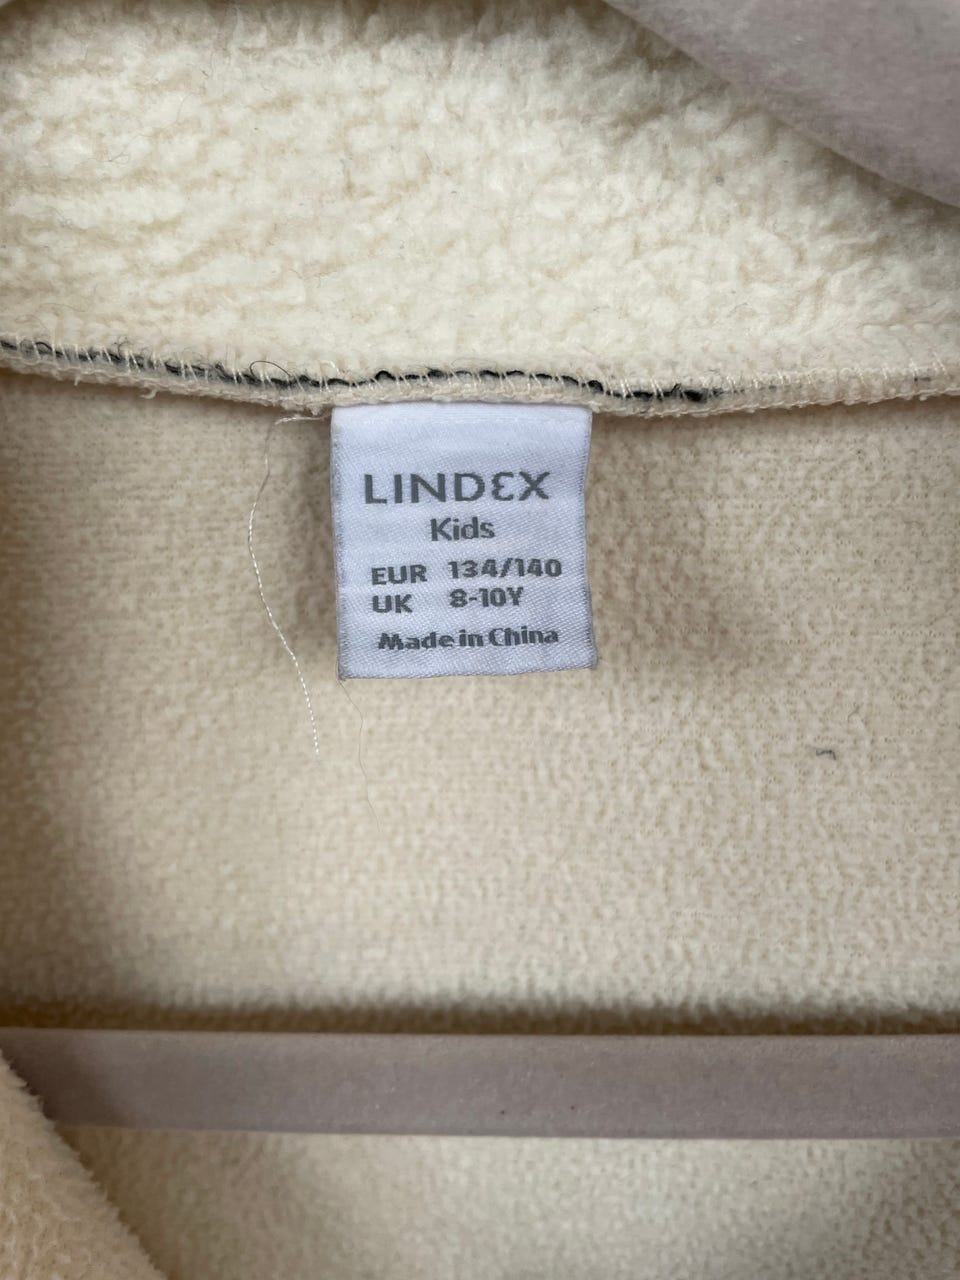 LINDEX
Kids
EUR 134/140
UK 8-10Y
Made in China